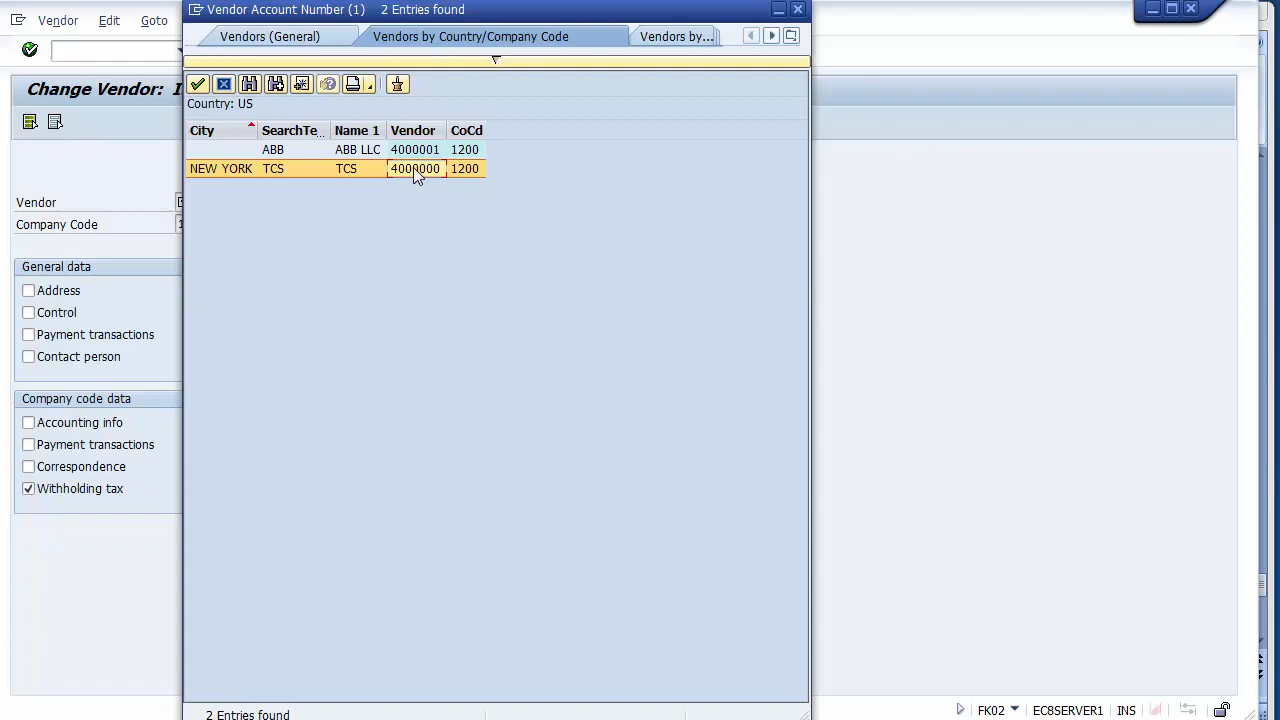 Vendor Account Number (1) 2 Entries found
Vendor Edit Goto
Vendors (General) Vendors by Country/Company Code Vendors by...
Change Vendor:
Country: US
City SearchTe... Name 1 Vendor CoCd
ABB ABB LLC 4000001 1200
NEW YORK TCS TCS 4000000 1200
Vendor
Company Code 1
General data
Address
Control
Payment transactions
Contact person
Company code data
Accounting info
Payment transactions
Correspondence
Withholding tax
2 Entries found
FK02 EC8SERVER1 INS